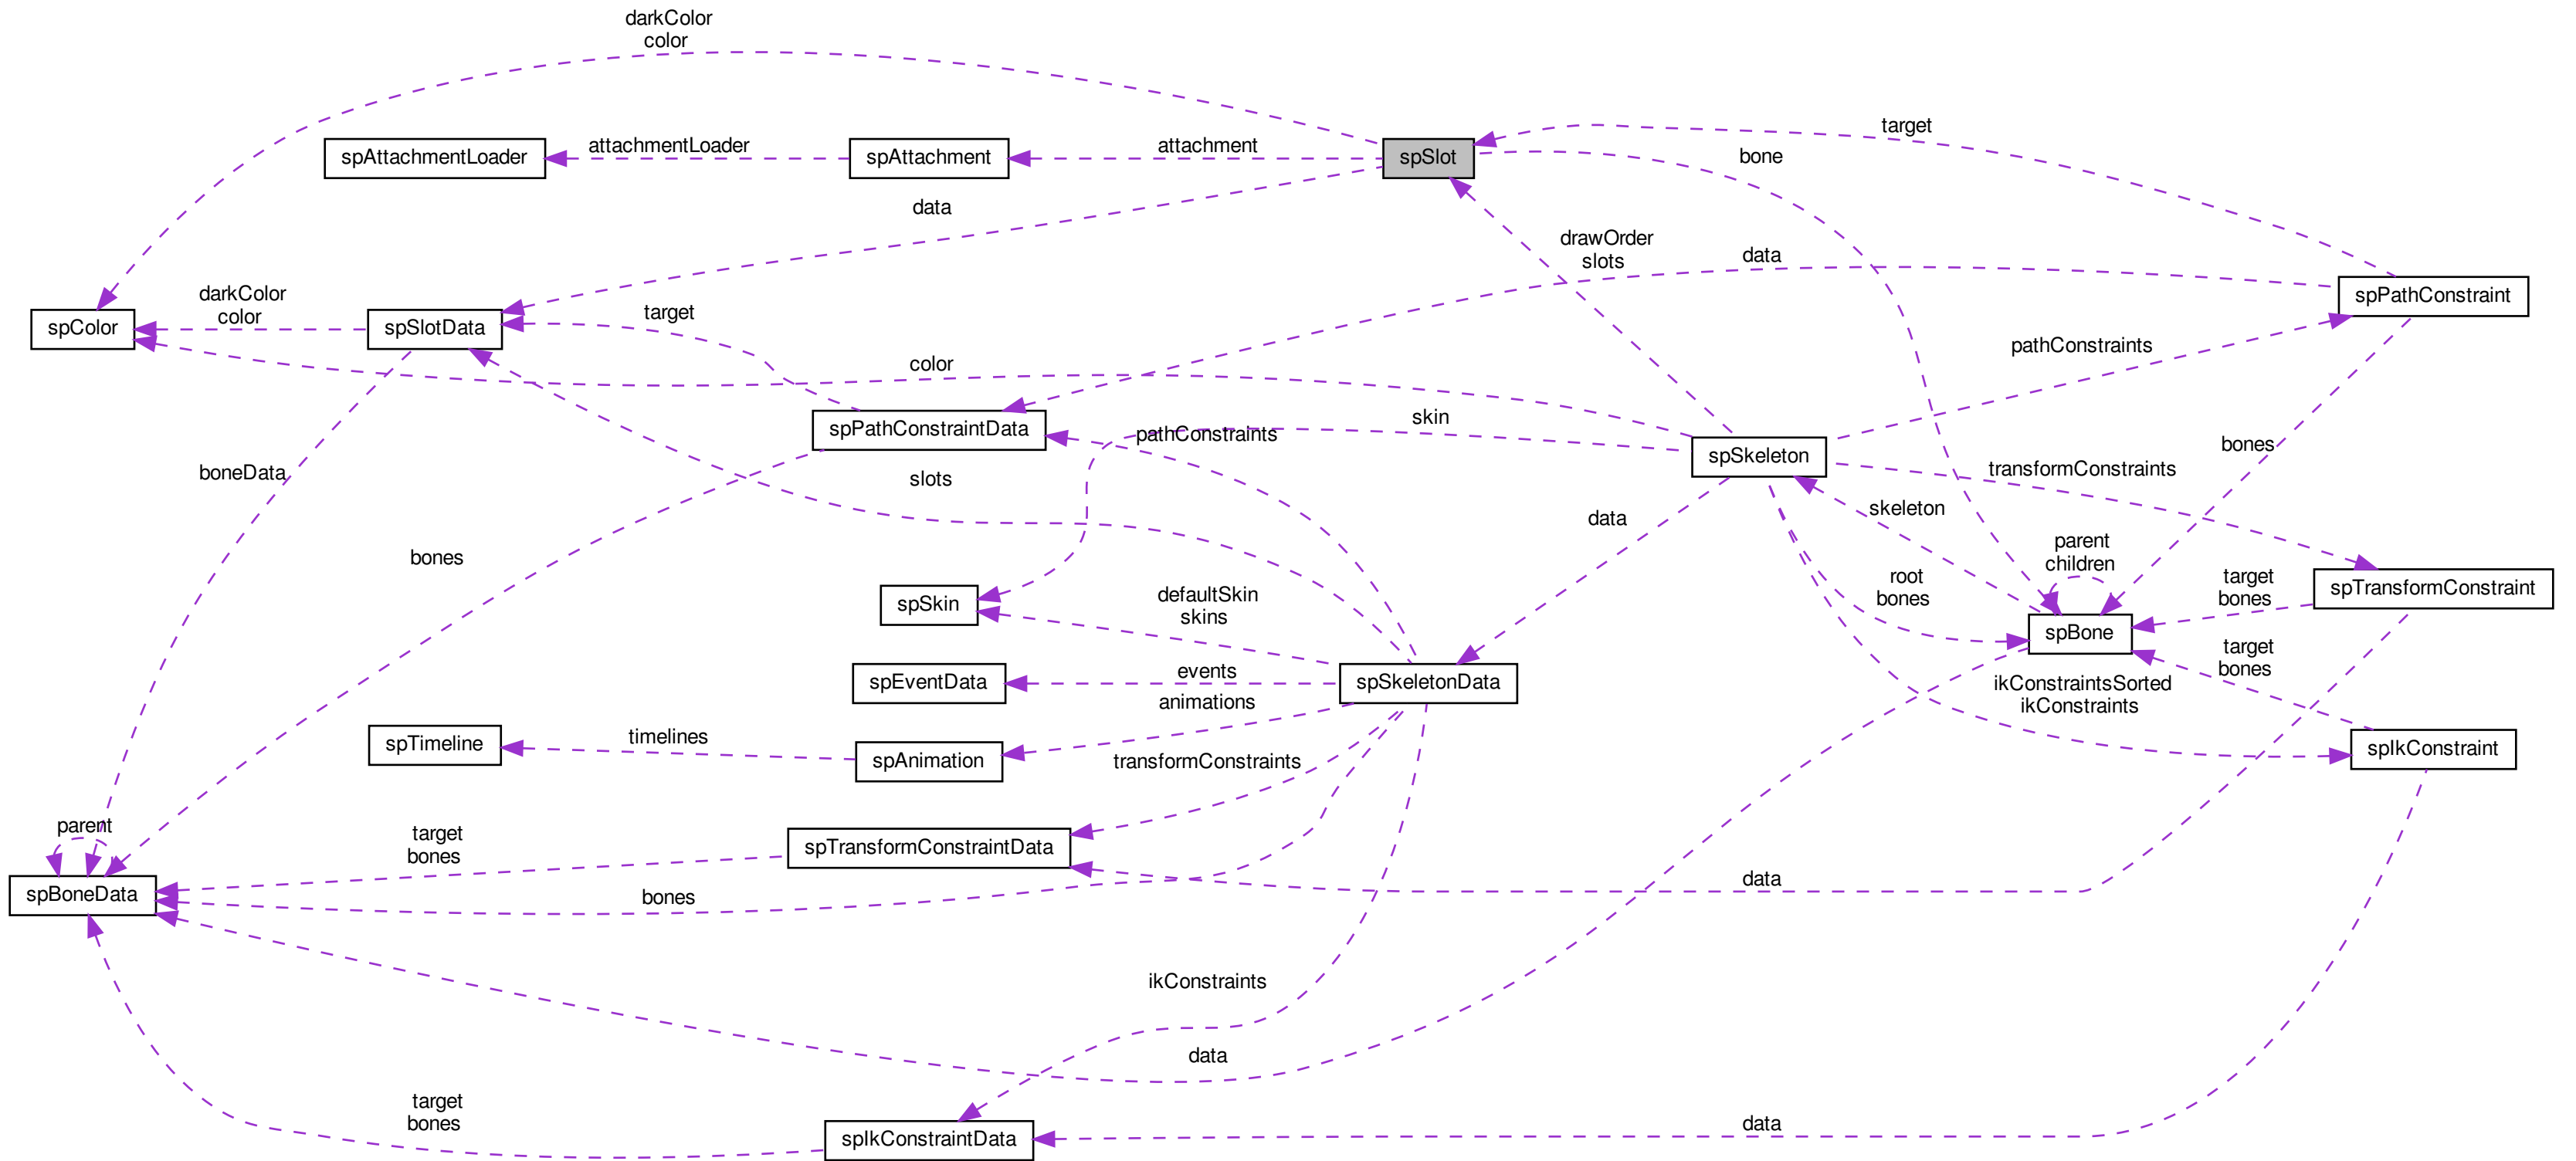 darkColor
color
target
attachmentLoader
attachment
bone
spAttachmentLoader
spAttachment
spSlot
data
drawOrder
slots
data
darkColor
color
target
spPathConstraint
spColor
spSlotData
pathConstraints
color
skin
spPathConstraintData
pathConstraints
bones
spSkeleton
boneData
slots
transformConstraints
skeleton
data
bones
parent
children
root
bones
target
bones
spTransformConstraint
defaultSkin
skins
spSkin
spBone
target
bones
events
spEventData
spSkeletonData
ikConstraintsSorted
ikConstraints
animations
timelines
spTimeline
spAnimation
transformConstraints
spIkConstraint
parent
target
bones
spTransformConstraintData
data
spBoneData
bones
ikConstraints
data
target
bones
data
spIkConstraintData